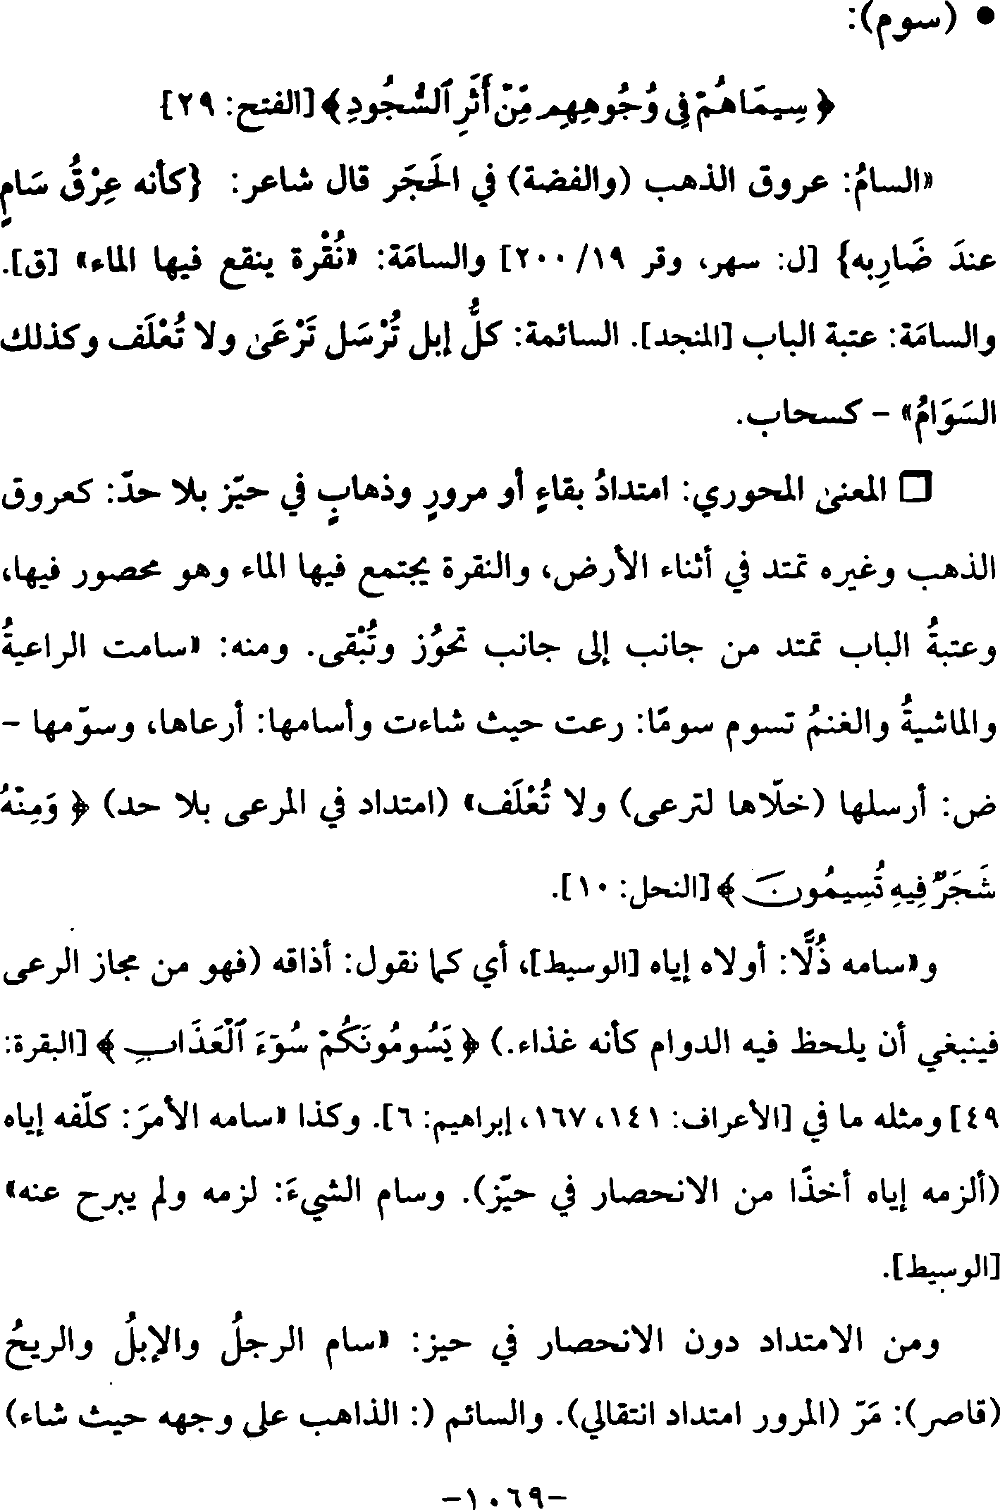 • (سوم):
﴿ سِيمَاهُمْ فِي وُجُوهِهِم مِّنْ أَثَرِ ٱلسُّجُودِ ﴾ [الفتح: ٢٩]
«السامُ: عروق الذهب (والفضة) في الحَجَر قال شاعر: {كأنه عِرْقُ سَامٍ
عندَ ضَارِبه} [ل: سهر، وقر ١٩/ ٢٠٠] والسامَة: «نُقْرة ينقع فيها الماء» [ق].
والسامَة: عتبة الباب [المنجد]. السائمة: كلُّ إبل تُرْسَل تَرْعَىٰ ولا تُعْلَف وكذلك
السَوَامُ» – كسحاب.
□ المعنىٰ المحوري: امتدادُ بقاءٍ أو مرورٍ وذهابٍ في حيّز بلا حدّ: كعروق
الذهب وغيره تمتد في أثناء الأرض، والنقرة يجتمع فيها الماء وهو محصور فيها،
وعتبةُ الباب تمتد من جانب إلى جانب تحوُز وتُبْقى. ومنه: «سامت الراعيةُ
والماشيةُ والغنمُ تسوم سومًا: رعت حيث شاءت وأسامها: أرعاها، وسوّمها –
ض: أرسلها (خلّاها لترعى) ولا تُعْلَف» (امتداد في المرعى بلا حد) ﴿ وَمِنْهُ
شَجَرٌ فِيهِ تُسِيمُونَ ﴾ [النحل: ١٠].
و«سامه ذُلًّا: أولاه إياه [الوسيط]، أي كما نقول: أذاقه (فهو من مجاز الرعى
فينبغي أن يلحظ فيه الدوام كأنه غذاء.) ﴿ يَسُومُونَكُمْ سُوٓءَ ٱلْعَذَابِ ﴾ [البقرة:
٤٩] ومثله ما في [الأعراف: ١٤١، ١٦٧، إبراهيم: ٦]. وكذا «سامه الأمرَ: كلّفه إياه
(ألزمه إياه أخذًا من الانحصار في حيّز). وسام الشيءَ: لزمه ولم يبرح عنه»
[الوسيط].
ومن الامتداد دون الانحصار في حيز: «سام الرجلُ والإبلُ والريحُ
(قاصر): مَرّ (المرور امتداد انتقالي). والسائم (: الذاهب على وجهه حيث شاء)
–١٠٦٩–